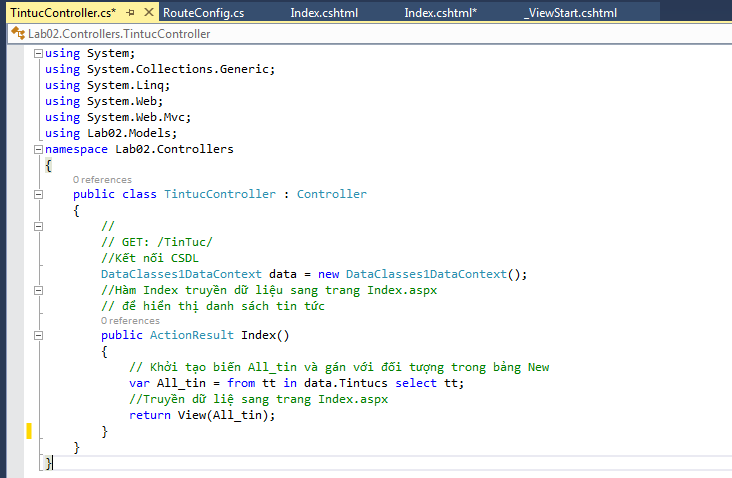 TintucController.cs* RouteConfig.cs Index.cshtml Index.cshtml* _ViewStart.cshtml
Lab02.Controllers.TintucController
using System;
using System.Collections.Generic;
using System.Linq;
using System.Web;
using System.Web.Mvc;
using Lab02.Models;
namespace Lab02.Controllers
{
0 references
public class TintucController : Controller
{
//
// GET: /TinTuc/
//Kết nối CSDL
DataClasses1DataContext data = new DataClasses1DataContext();
//Hàm Index truyền dữ liệu sang trang Index.aspx
// để hiển thị danh sách tin tức
0 references
public ActionResult Index()
{
// Khởi tạo biến All_tin và gán với đối tượng trong bảng New
var All_tin = from tt in data.Tintucs select tt;
//Truyền dữ liệ sang trang Index.aspx
return View(All_tin);
}
}
}